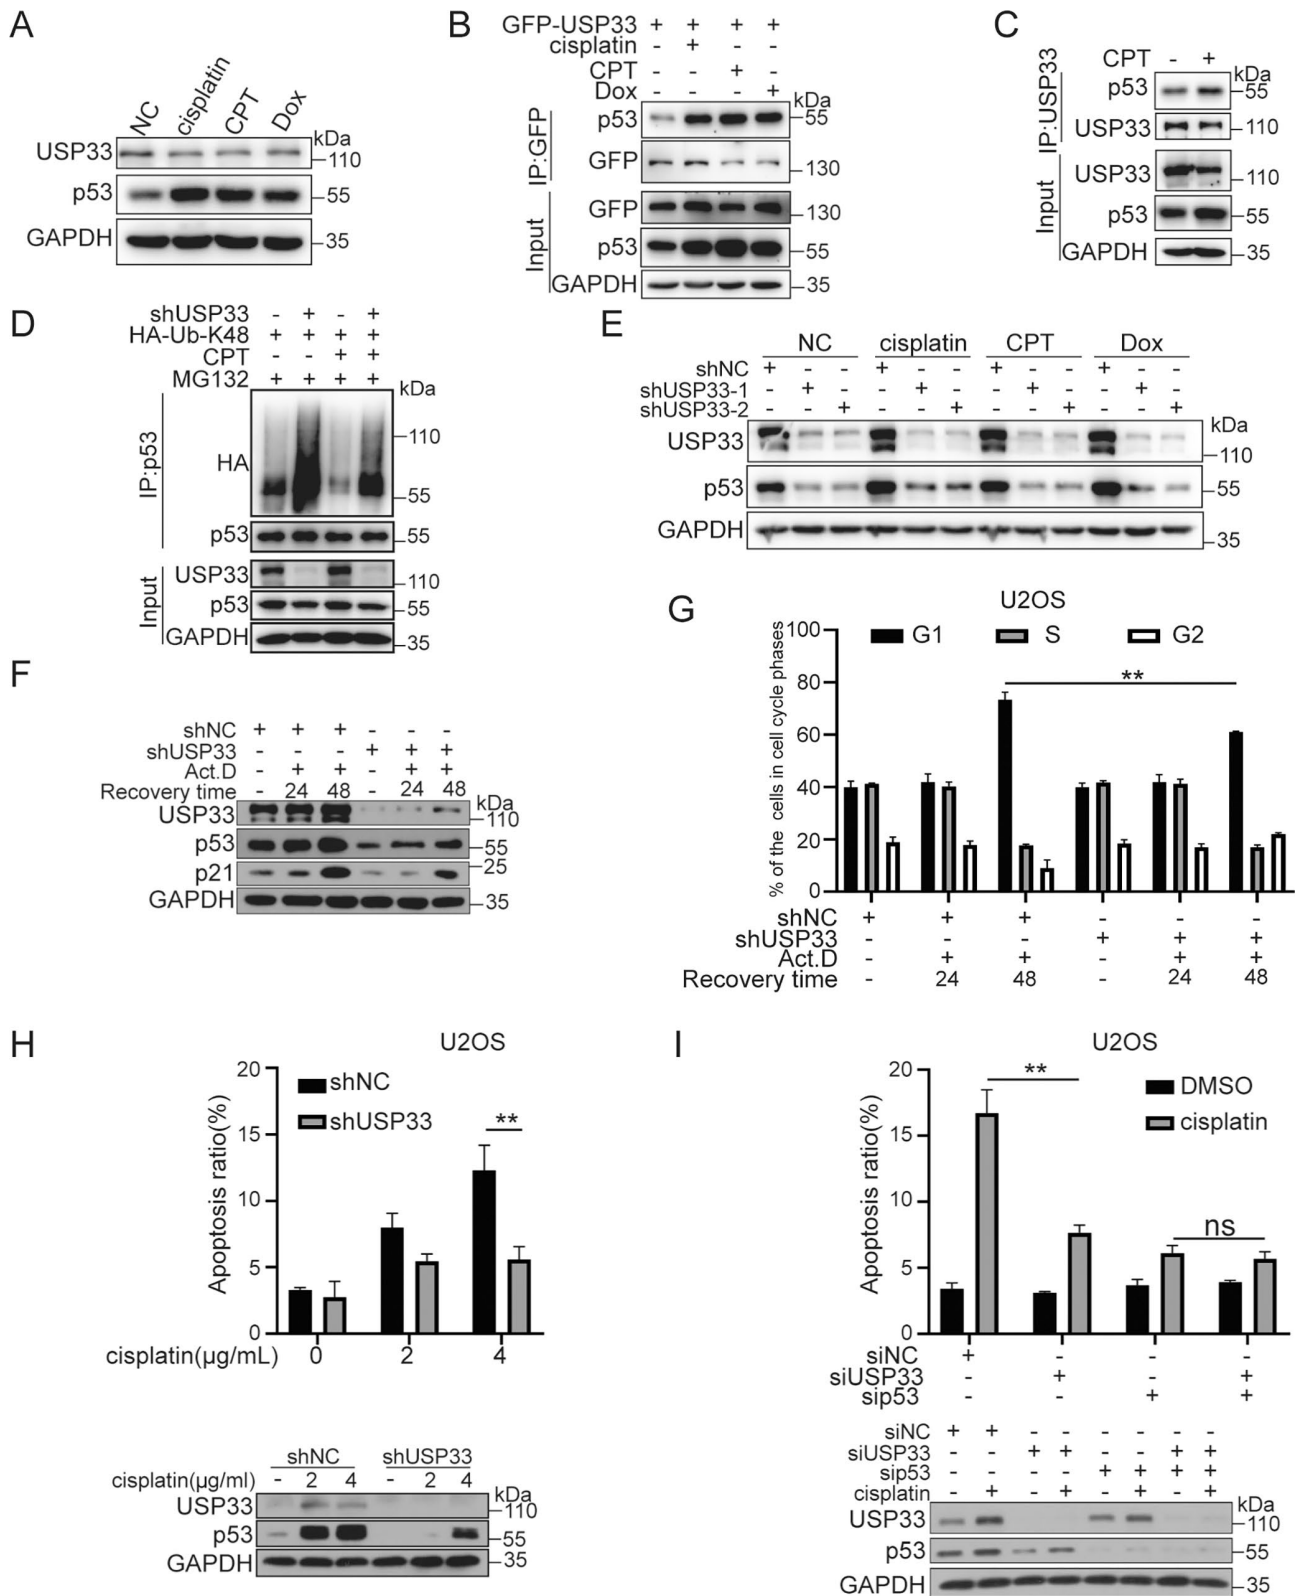 A
NC cisplatin CPT Dox
kDa
USP33 110
p53 55
GAPDH 35
B
GFP-USP33 + + + +
cisplatin - + - -
CPT - - + -
Dox - - - +
kDa
IP:GFP
p53 55
GFP 130
Input
GFP 130
p53 55
GAPDH 35
C
CPT - +
kDa
IP:USP33
p53 55
USP33 110
Input
USP33 110
p53 55
GAPDH 35
D
shUSP33 - + - +
HA-Ub-K48 + + + +
CPT - - + +
MG132 + + + +
kDa
IP:p53
110
HA
55
p53 55
Input
USP33 110
p53 55
GAPDH 35
E
NC cisplatin CPT Dox
shNC + - - + - - + - - + - -
shUSP33-1 - + - - + - - + - - + -
shUSP33-2 - - + - - + - - + - - +
kDa
USP33 110
p53 55
GAPDH 35
F
shNC + + + - - -
shUSP33 - - - + + +
Act.D - + + - + +
Recovery time - 24 48 - 24 48
kDa
USP33 110
p53 55
p21 25
GAPDH 35
G
U2OS
% of the cells in cell cycle phases
G1 S G2
100
80
60
40
20
0
**
shNC + + + - - -
shUSP33 - - - + + +
Act.D - + + - + +
Recovery time - 24 48 - 24 48
H
U2OS
Apoptosis ratio(%)
shNC
shUSP33
20
15
10
5
0
**
cisplatin(μg/mL) 0 2 4
shNC shUSP33
cisplatin(μg/ml) - 2 4 - 2 4
kDa
USP33 110
p53 55
GAPDH 35
I
U2OS
Apoptosis ratio(%)
DMSO
cisplatin
20
15
10
5
0
**
ns
siNC + - - -
siUSP33 - + - +
sip53 - - + +
siNC + + - - - - - -
siUSP33 - - + + - - + +
sip53 - - - - + + + +
cisplatin - + - + - + - +
kDa
USP33 110
p53 55
GAPDH 35